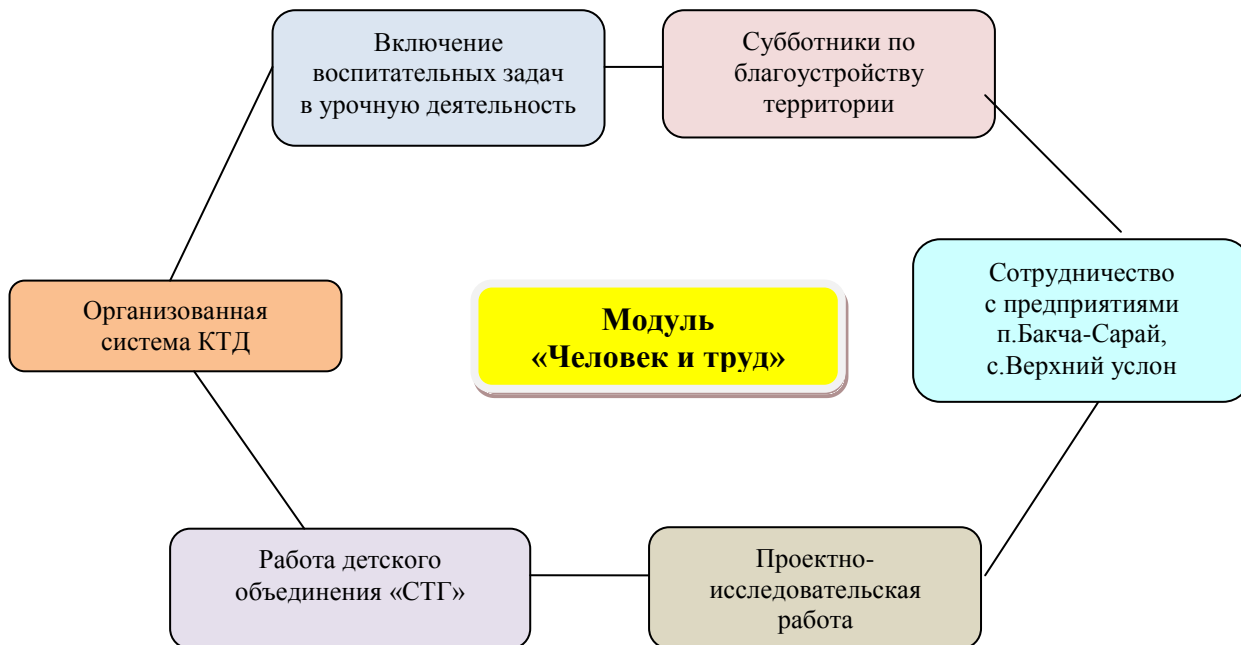 Включение
воспитательных задач
в урочную деятельность
Субботники по
благоустройству
территории
Организованная
система КТД
Модуль
«Человек и труд»
Сотрудничество
с предприятиями
п.Бакча-Сарай,
с.Верхний услон
Работа детского
объединения «СТГ»
Проектно-
исследовательская
работа